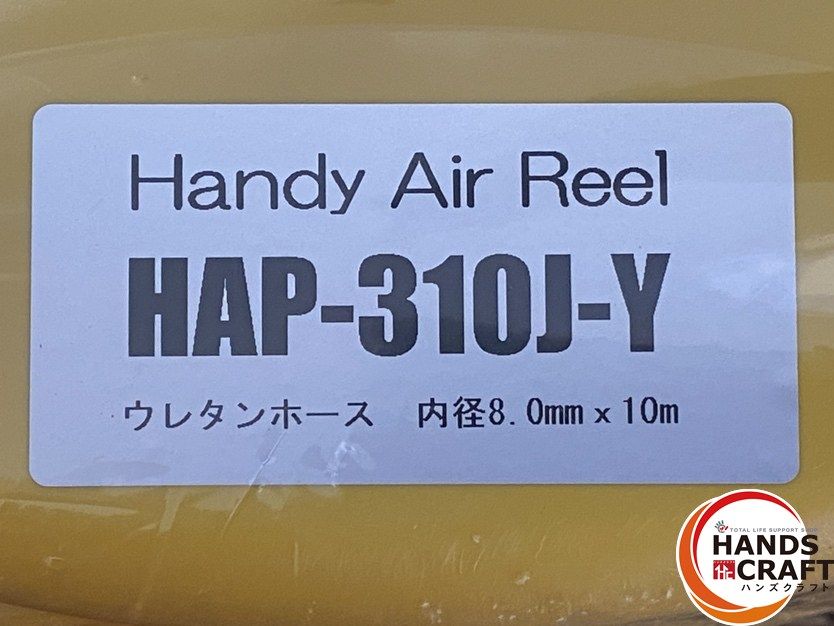 Handy Air Reel
HAP-310J-Y
ウレタンホース　内径8.0mm x 10m
TOTAL LIFE SUPPORT SHOP
HANDS
CRAFT
ハンズクラフト